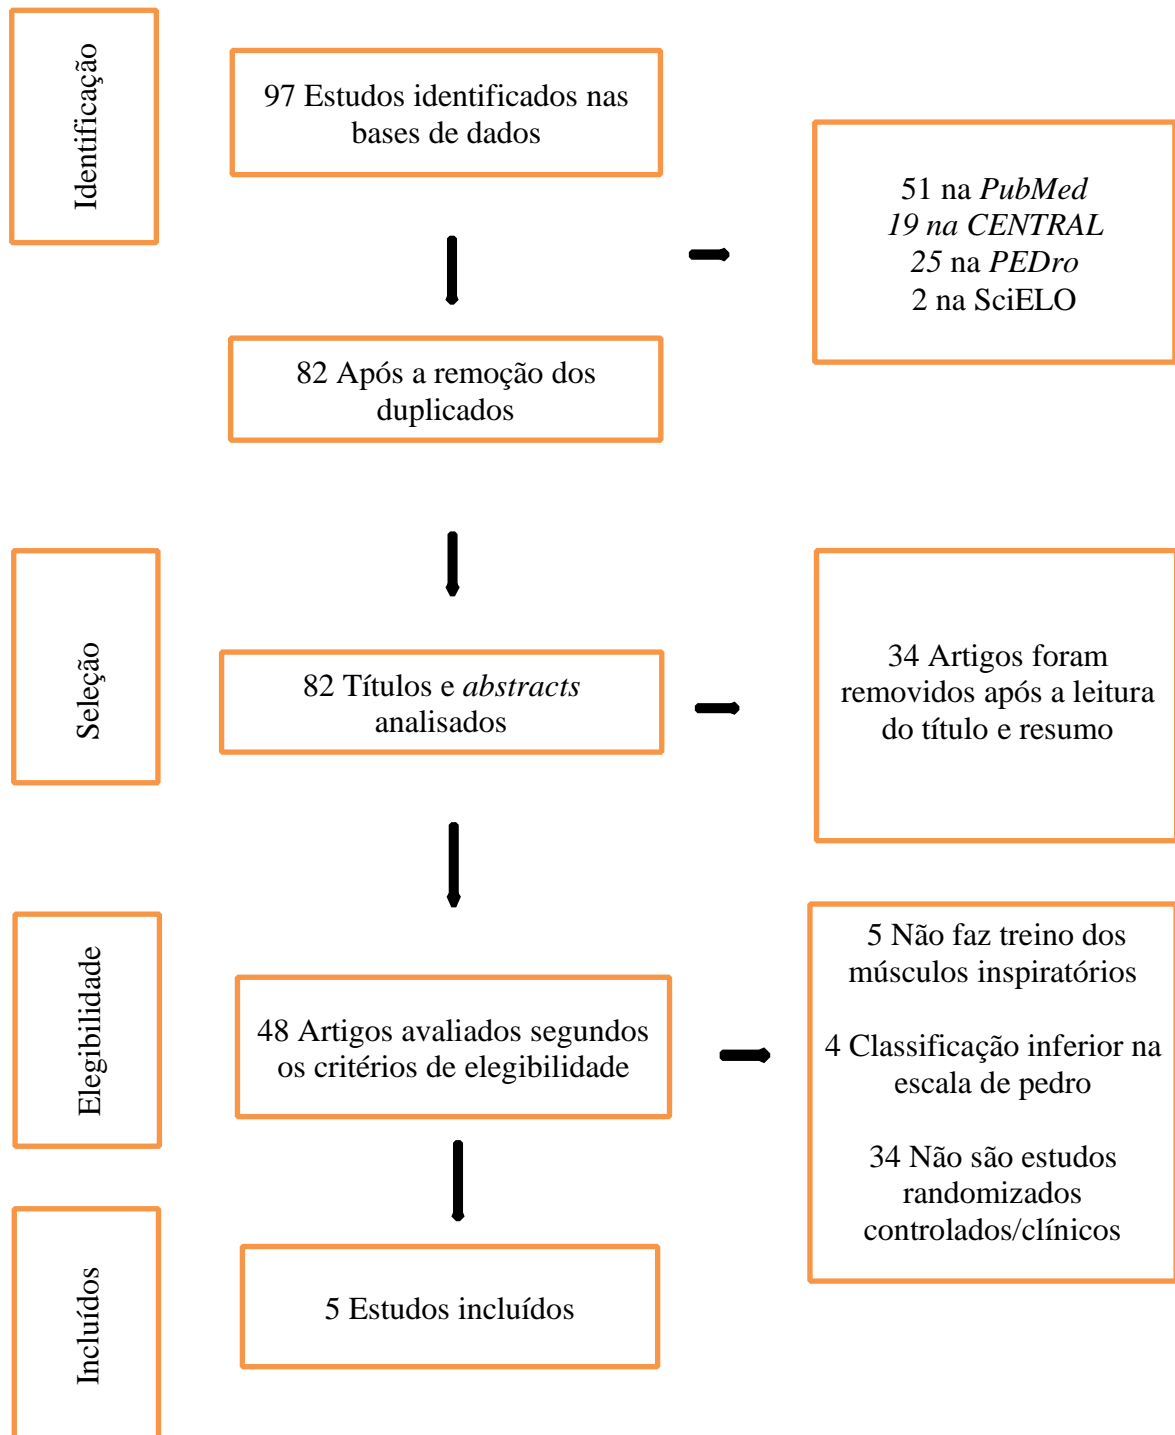 Identificação
97 Estudos identificados nas
bases de dados
51 na PubMed
19 na CENTRAL
25 na PEDro
2 na SciELO
82 Após a remoção dos
duplicados
Seleção
82 Títulos e abstracts
analisados
34 Artigos foram
removidos após a leitura
do título e resumo
Elegibilidade
48 Artigos avaliados segundos
os critérios de elegibilidade
5 Não faz treino dos
músculos inspiratórios
4 Classificação inferior na
escala de pedro
34 Não são estudos
randomizados
controlados/clínicos
Incluídos
5 Estudos incluídos